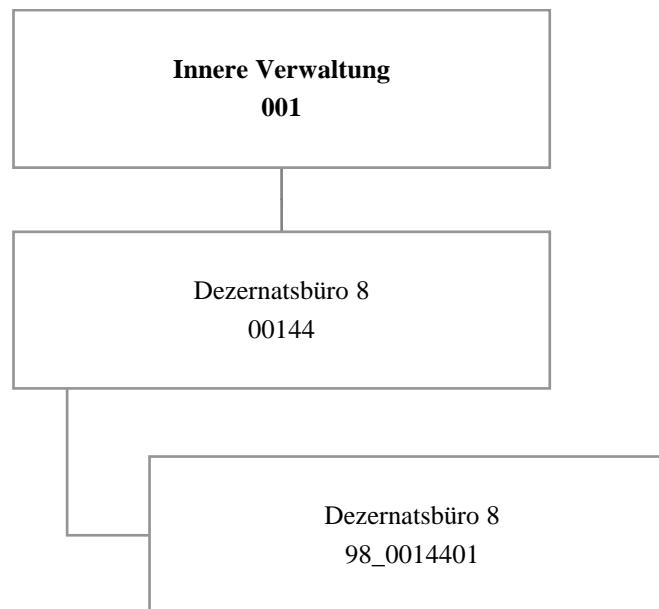 Innere Verwaltung
001
Dezernatsbüro 8
00144
Dezernatsbüro 8
98_0014401